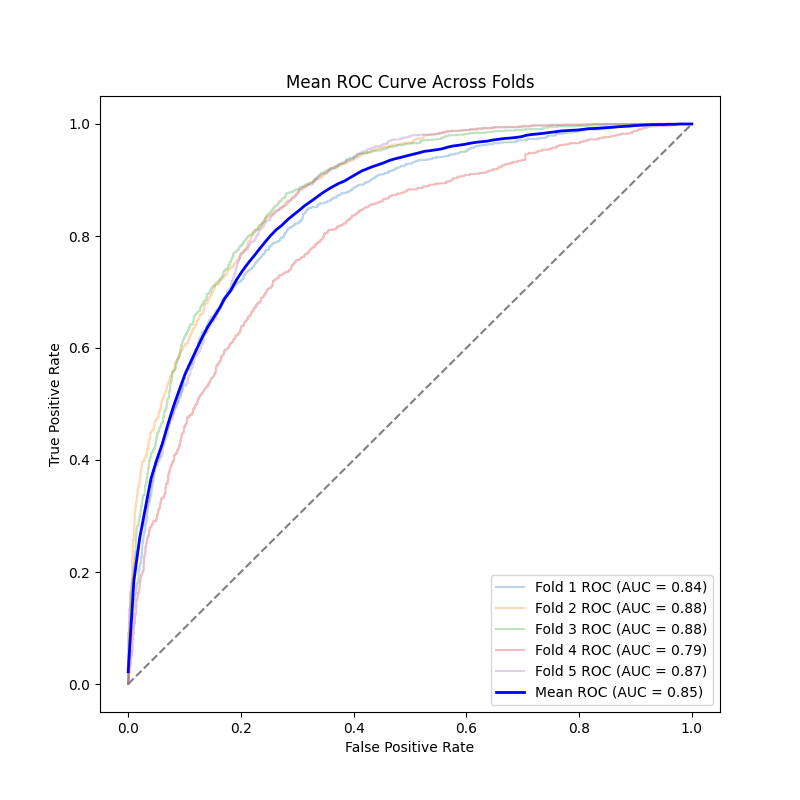 Mean ROC Curve Across Folds
True Positive Rate
1.0
0.8
0.6
0.4
0.2
0.0
Fold 1 ROC (AUC = 0.84)
Fold 2 ROC (AUC = 0.88)
Fold 3 ROC (AUC = 0.88)
Fold 4 ROC (AUC = 0.79)
Fold 5 ROC (AUC = 0.87)
Mean ROC (AUC = 0.85)
0.0 0.2 0.4 0.6 0.8 1.0
False Positive Rate